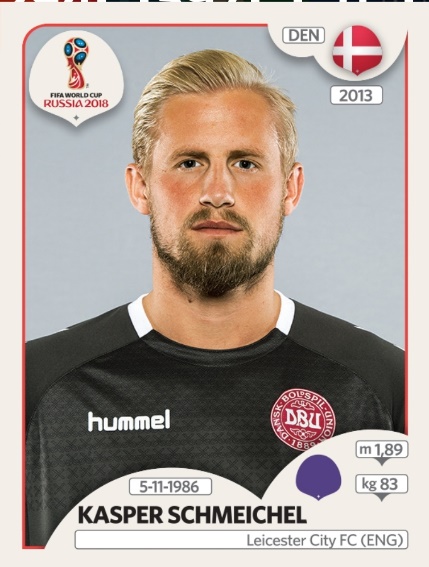 DEN
FIFA WORLD CUP
RUSSIA 2018
2013
hummel
DANSK BOLDSPIL-UNION
DBU
1889
m 1,89
5-11-1986
kg 83
KASPER SCHMEICHEL
Leicester City FC (ENG)